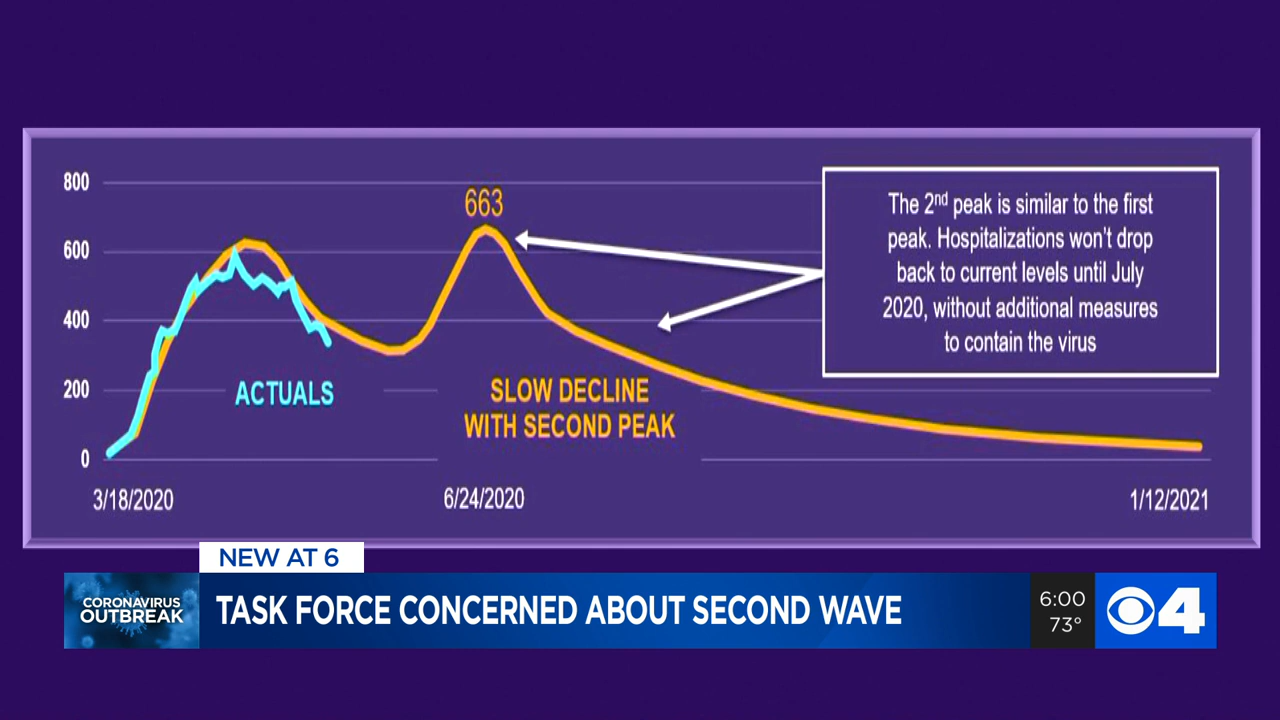 800
600
400
200
0
663
The 2nd peak is similar to the first
peak. Hospitalizations won't drop
back to current levels until July
2020, without additional measures
to contain the virus
ACTUALS
SLOW DECLINE
WITH SECOND PEAK
3/18/2020
6/24/2020
1/12/2021
NEW AT 6
CORONAVIRUS
OUTBREAK
TASK FORCE CONCERNED ABOUT SECOND WAVE
6:00
73°
4